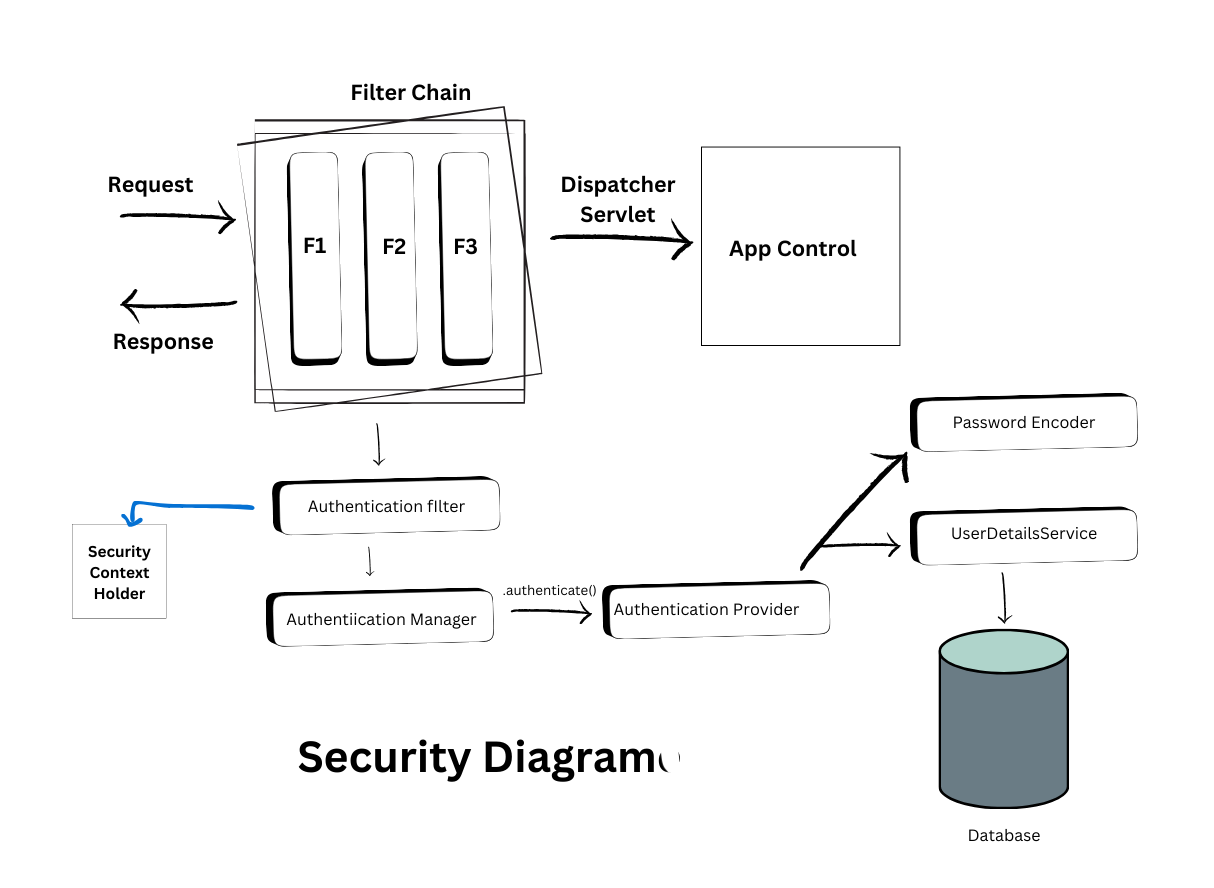 Filter Chain
Request
Response
F1
F2
F3
Dispatcher
Servlet
App Control
Password Encoder
UserDetailsService
Authentication fIlter
Security
Context
Holder
.authenticate()
Authentiication Manager
Authentication Provider
Security Diagram
Database